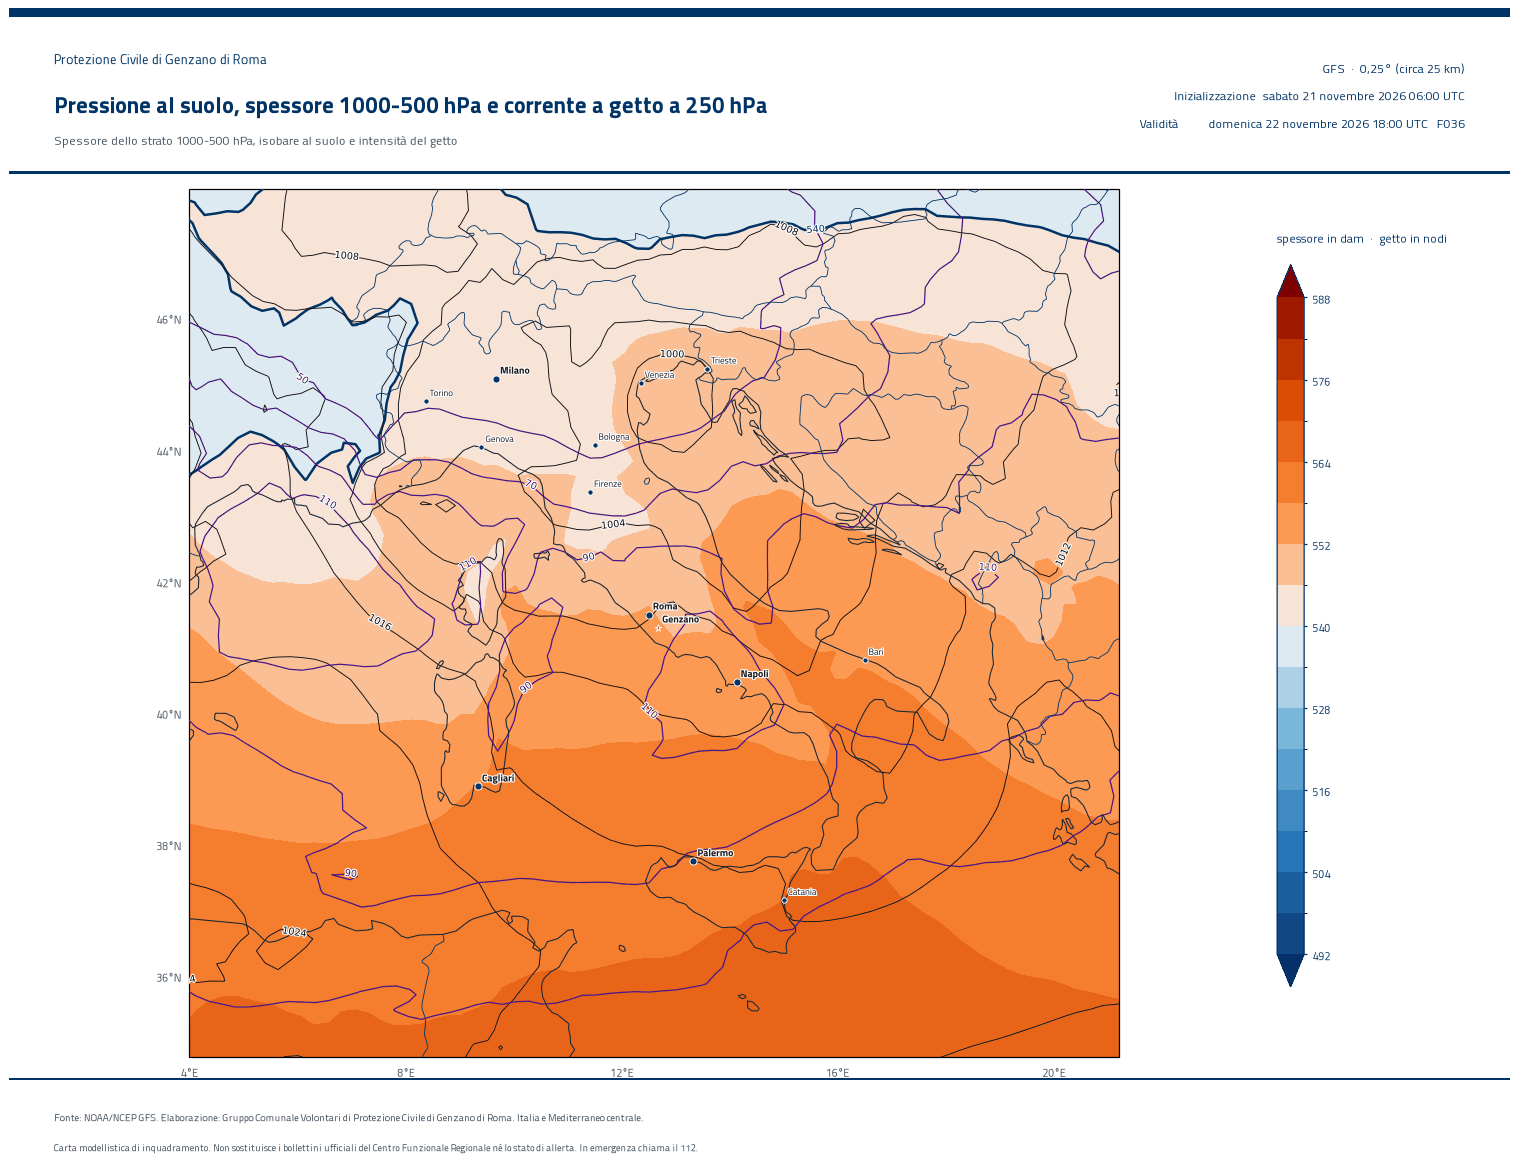 Protezione Civile di Genzano di Roma
Pressione al suolo, spessore 1000-500 hPa e corrente a getto a 250 hPa
Spessore dello strato 1000-500 hPa, isobare al suolo e intensità del getto
GFS · 0,25° (circa 25 km)
Inizializzazione sabato 21 novembre 2026 06:00 UTC
Validità domenica 22 novembre 2026 18:00 UTC F036
spessore in dam · getto in nodi
588
576
564
552
540
528
516
504
492
46°N
44°N
42°N
40°N
38°N
36°N
4°E
8°E
12°E
16°E
20°E
1008
1008
540
1000
Trieste
Venezia
Milano
Torino
50
1
Genova
Bologna
Firenze
70
110
1004
90
110
110
1012
Roma
Genzano
1016
Bari
Napoli
90
110
Cagliari
Palermo
90
Catania
1024
4
Fonte: NOAA/NCEP GFS. Elaborazione: Gruppo Comunale Volontari di Protezione Civile di Genzano di Roma. Italia e Mediterraneo centrale.
Carta modellistica di inquadramento. Non sostituisce i bollettini ufficiali del Centro Funzionale Regionale né lo stato di allerta. In emergenza chiama il 112.